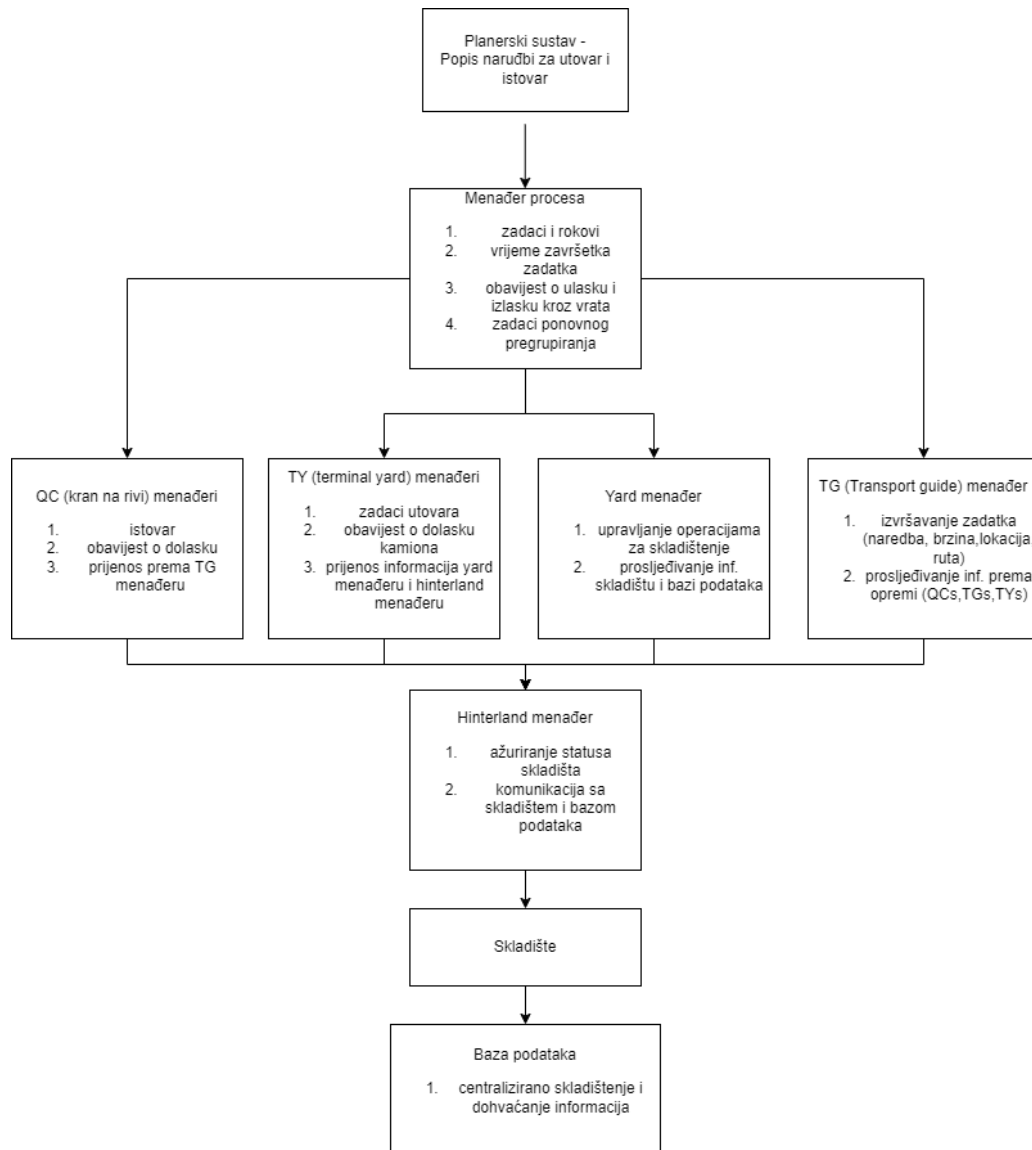 Planerski sustav -
Popis naruđbi za utovar i
istovar
Menađer procesa
1. zadaci i rokovi
2. vrijeme završetka
zadatka
3. obavijest o ulasku i
izlasku kroz vrata
4. zadaci ponovnog
pregrupiranja
QC (kran na rivi) menađeri
1. istovar
2. obavijest o dolasku
3. prijenos prema TG
menađeru
TY (terminal yard) menađeri
1. zadaci utovara
2. obavijest o dolasku
kamiona
3. prijenos informacija yard
menađeru i hinterland
menađeru
Yard menađer
1. upravljanje operacijama
za skladištenje
2. prosljeđivanje inf.
skladištu i bazi podataka
TG (Transport guide) menađer
1. izvršavanje zadatka
(naredba, brzina,lokacija,
ruta)
2. prosljeđivanje inf. prema
opremi (QCs,TGs,TYs)
Hinterland menađer
1. ažuriranje statusa
skladišta
2. komunikacija sa
skladištem i bazom
podataka
Skladište
Baza podataka
1. centralizirano skladištenje i
dohvaćanje informacija